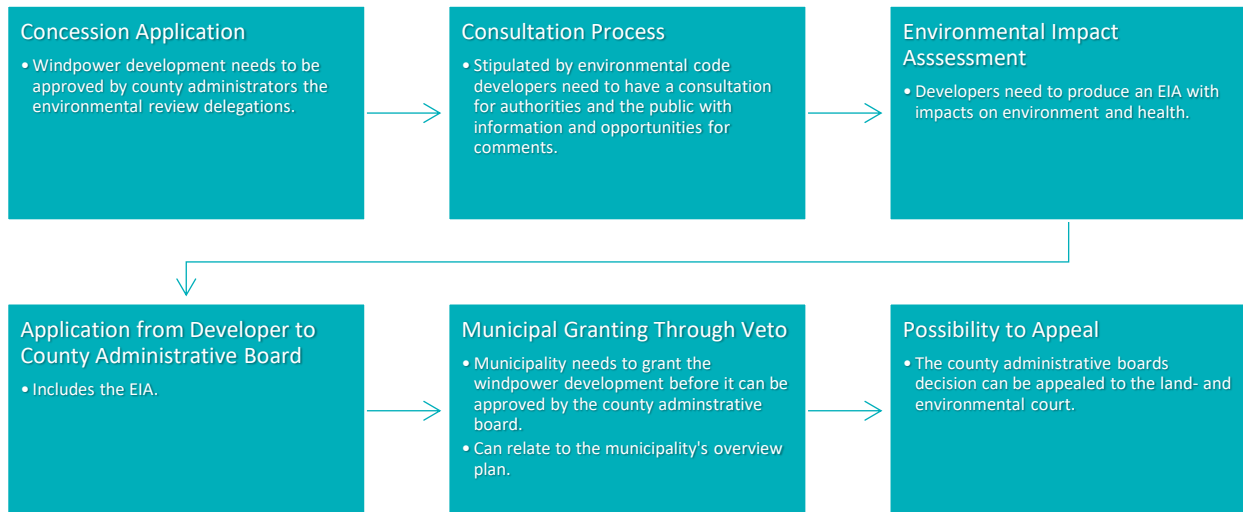 Concession Application
• Windpower development needs to be
approved by county administrators the
environmental review delegations.
Consultation Process
• Stipulated by environmental code
developers need to have a consultation
for authorities and the public with
information and opportunities for
comments.
Environmental Impact
Asssessment
• Developers need to produce an EIA with
impacts on environment and health.
Application from Developer to
County Administrative Board
• Includes the EIA.
Municipal Granting Through Veto
• Municipality needs to grant the
windpower development before it can be
approved by the county adminstrative
board.
• Can relate to the municipality's overview
plan.
Possibility to Appeal
• The county administrative boards
decision can be appealed to the land- and
environmental court.